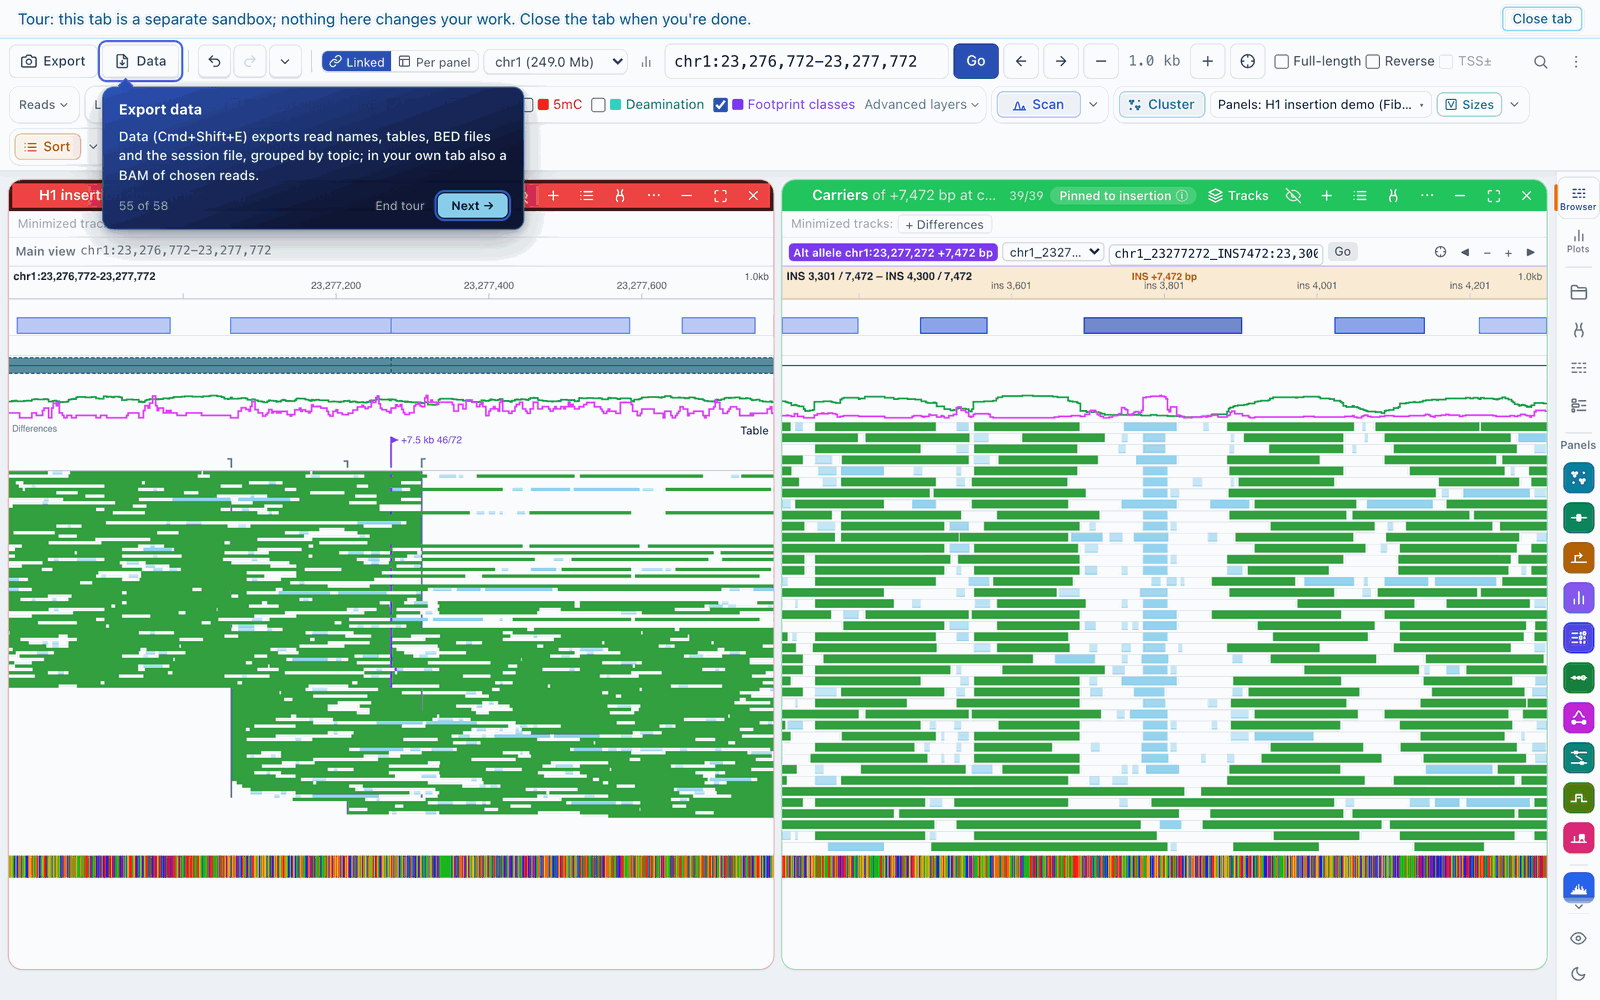 Tour: this tab is a separate sandbox; nothing here changes your work. Close the tab when you're done.
Close tab
Export
Data
Linked
Per panel
chr1 (249.0 Mb)
chr1:23,276,772-23,277,772
Go
1.0 kb
Full-length
Reverse
TSS±
Reads
5mC
Deamination
Footprint classes
Advanced layers
Scan
Cluster
Panels: H1 insertion demo (Fib...
Sizes
Sort
Export data
Data (Cmd+Shift+E) exports read names, tables, BED files
and the session file, grouped by topic; in your own tab also a
BAM of chosen reads.
55 of 58
End tour
Next →
H1 insert
Minimized trac
Main view chr1:23,276,772-23,277,772
chr1:23,276,772-23,277,772
1.0kb
23,277,200
23,277,400
23,277,600
Differences
Table
+7.5 kb 46/72
Carriers of +7,472 bp at c...
39/39
Pinned to insertion
Tracks
Minimized tracks:
+ Differences
Alt allele chr1:23,277,272 +7,472 bp
chr1_2327...
chr1_23277272_INS7472:23,300
Go
INS 3,301 / 7,472 – INS 4,300 / 7,472
INS +7,472 bp
1.0kb
ins 3,601
ins 3,801
ins 4,001
ins 4,201
Browser
Plots
Panels